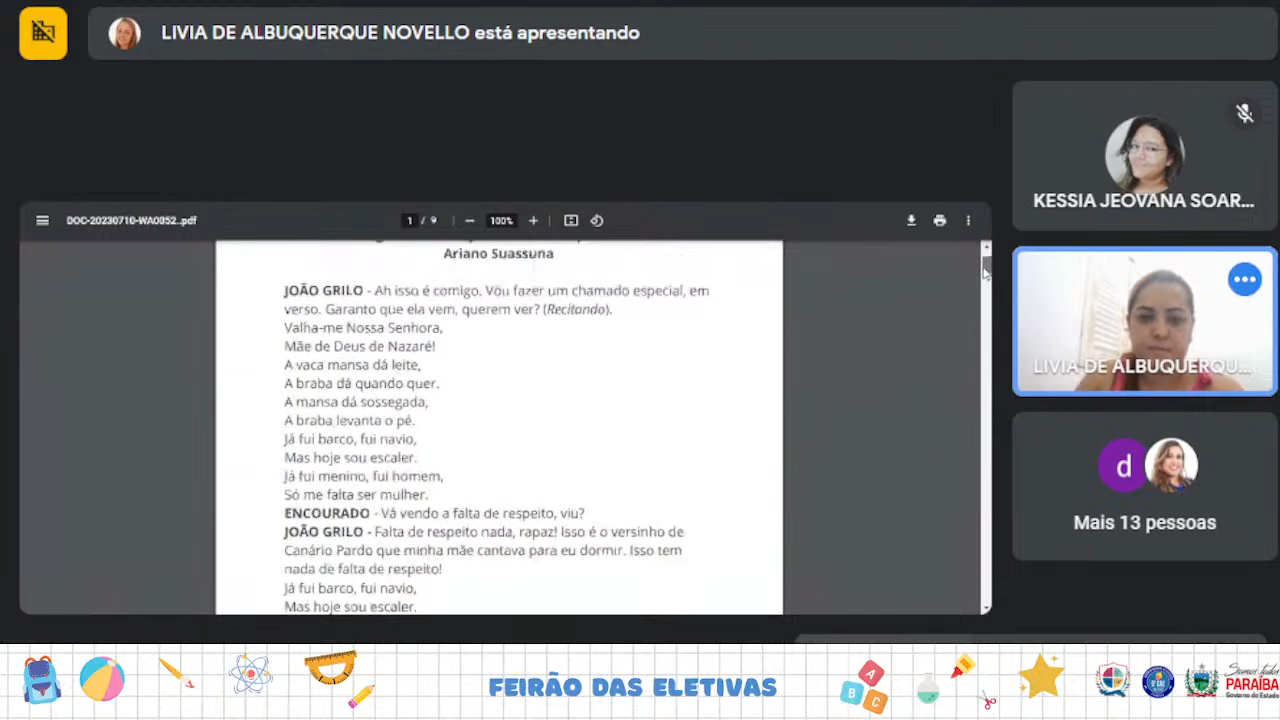 LIVIA DE ALBUQUERQUE NOVELLO está apresentando
KESSIA JEOVANA SOAR...
LIVIA DE ALBUQUERQU...
d
Mais 13 pessoas
DOC-20230710-WA0052..pdf
1 / 9
100%
Ariano Suassuna
JOÃO GRILO - Ah isso é comigo. Vou fazer um chamado especial, em
verso. Garanto que ela vem, querem ver? (Recitando).
Valha-me Nossa Senhora,
Mãe de Deus de Nazaré!
A vaca mansa dá leite,
A braba dá quando quer.
A mansa dá sossegada,
A braba levanta o pé.
Já fui barco, fui navio,
Mas hoje sou escaler.
Já fui menino, fui homem,
Só me falta ser mulher.
ENCOURADO - Vá vendo a falta de respeito, viu?
JOÃO GRILO - Falta de respeito nada, rapaz! Isso é o versinho de
Canário Pardo que minha mãe cantava para eu dormir. Isso tem
nada de falta de respeito!
Já fui barco, fui navio,
Mas hoje sou escaler.
FEIRÃO DAS ELETIVAS
A
B C
Somos todos
PARAÍBA
Governo do Estado